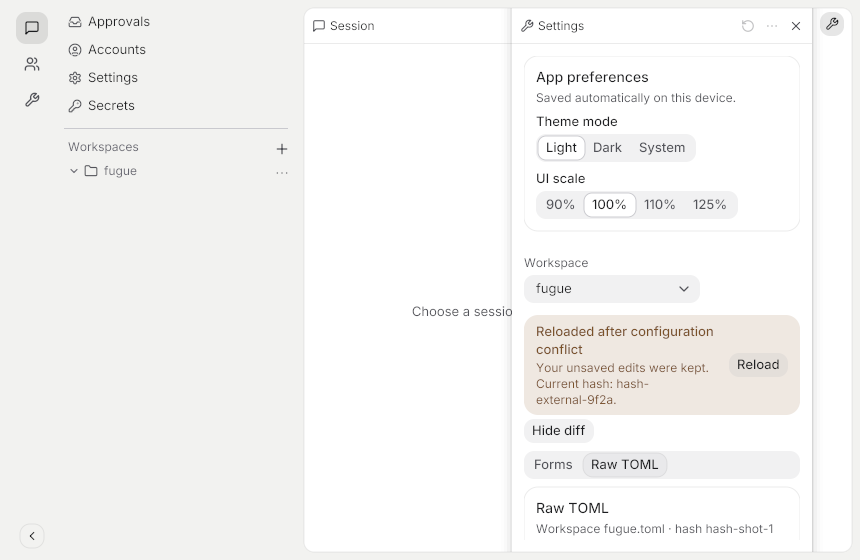 Approvals
Accounts
Settings
Secrets
Workspaces
fugue
Session
Choose a sessio
Settings
App preferences
Saved automatically on this device.
Theme mode
Light Dark System
UI scale
90% 100% 110% 125%
Workspace
fugue
Reloaded after configuration
conflict
Your unsaved edits were kept.
Current hash: hash-
external-9f2a.
Reload
Hide diff
Forms Raw TOML
Raw TOML
Workspace fugue.toml · hash hash-shot-1